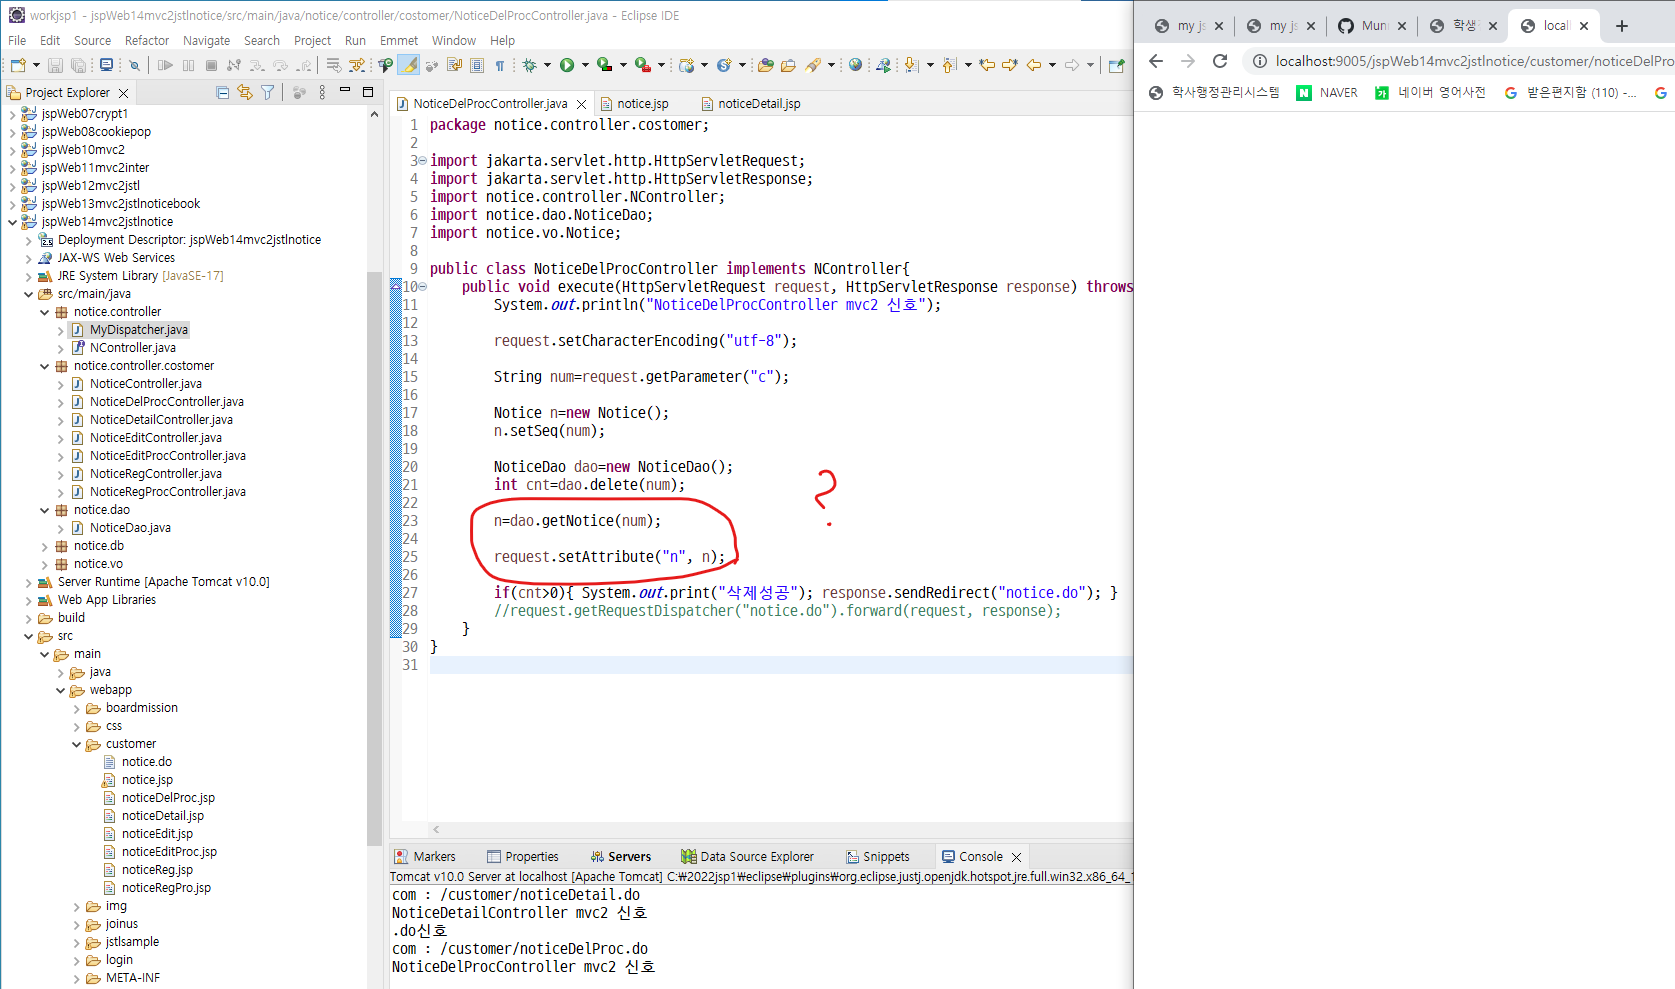 workjsp1 - jspWeb14mvc2jstlnotice/src/main/java/notice/controller/costomer/NoticeDelProcController.java - Eclipse IDE
File Edit Source Refactor Navigate Search Project Run Emmet Window Help
Project Explorer
jspWeb07crypt1
jspWeb08cookiepop
jspWeb10mvc2
jspWeb11mvc2inter
jspWeb12mvc2jstl
jspWeb13mvc2jstlnoticebook
jspWeb14mvc2jstlnotice
Deployment Descriptor: jspWeb14mvc2jstlnotice
JAX-WS Web Services
JRE System Library [JavaSE-17]
src/main/java
notice.controller
MyDispatcher.java
NController.java
notice.controller.costomer
NoticeController.java
NoticeDelProcController.java
NoticeDetailController.java
NoticeEditController.java
NoticeEditProcController.java
NoticeRegController.java
NoticeRegProcController.java
notice.dao
NoticeDao.java
notice.db
notice.vo
Server Runtime [Apache Tomcat v10.0]
Web App Libraries
build
src
main
java
webapp
boardmission
css
customer
notice.do
notice.jsp
noticeDelProc.jsp
noticeDetail.jsp
noticeEdit.jsp
noticeEditProc.jsp
noticeReg.jsp
noticeRegPro.jsp
img
joinus
jstlsample
login
META-INF
NoticeDelProcController.java notice.jsp noticeDetail.jsp
1 package notice.controller.costomer;
2
3 import jakarta.servlet.http.HttpServletRequest;
4 import jakarta.servlet.http.HttpServletResponse;
5 import notice.controller.NController;
6 import notice.dao.NoticeDao;
7 import notice.vo.Notice;
8
9 public class NoticeDelProcController implements NController{
10 public void execute(HttpServletRequest request, HttpServletResponse response) throws
11 System.out.println("NoticeDelProcController mvc2 신호");
12
13 request.setCharacterEncoding("utf-8");
14
15 String num=request.getParameter("c");
16
17 Notice n=new Notice();
18 n.setSeq(num);
19
20 NoticeDao dao=new NoticeDao();
21 int cnt=dao.delete(num);
22
23 n=dao.getNotice(num);
24
25 request.setAttribute("n", n);
26
27 if(cnt>0){ System.out.print("삭제성공"); response.sendRedirect("notice.do"); }
28 //request.getRequestDispatcher("notice.do").forward(request, response);
29 }
30 }
31
?
Markers Properties Servers Data Source Explorer Snippets Console
Tomcat v10.0 Server at localhost [Apache Tomcat] C:₩2022jsp1₩eclipse₩plugins₩org.eclipse.justj.openjdk.hotspot.jre.full.win32.x86_64_1
com : /customer/noticeDetail.do
NoticeDetailController mvc2 신호
.do신호
com : /customer/noticeDelProc.do
NoticeDelProcController mvc2 신호
my js my js Mun 학생 local
localhost:9005/jspWeb14mvc2jstlnotice/customer/noticeDelPro
학사행정관리시스템 NAVER 네이버 영어사전 받은편지함 (110) -...